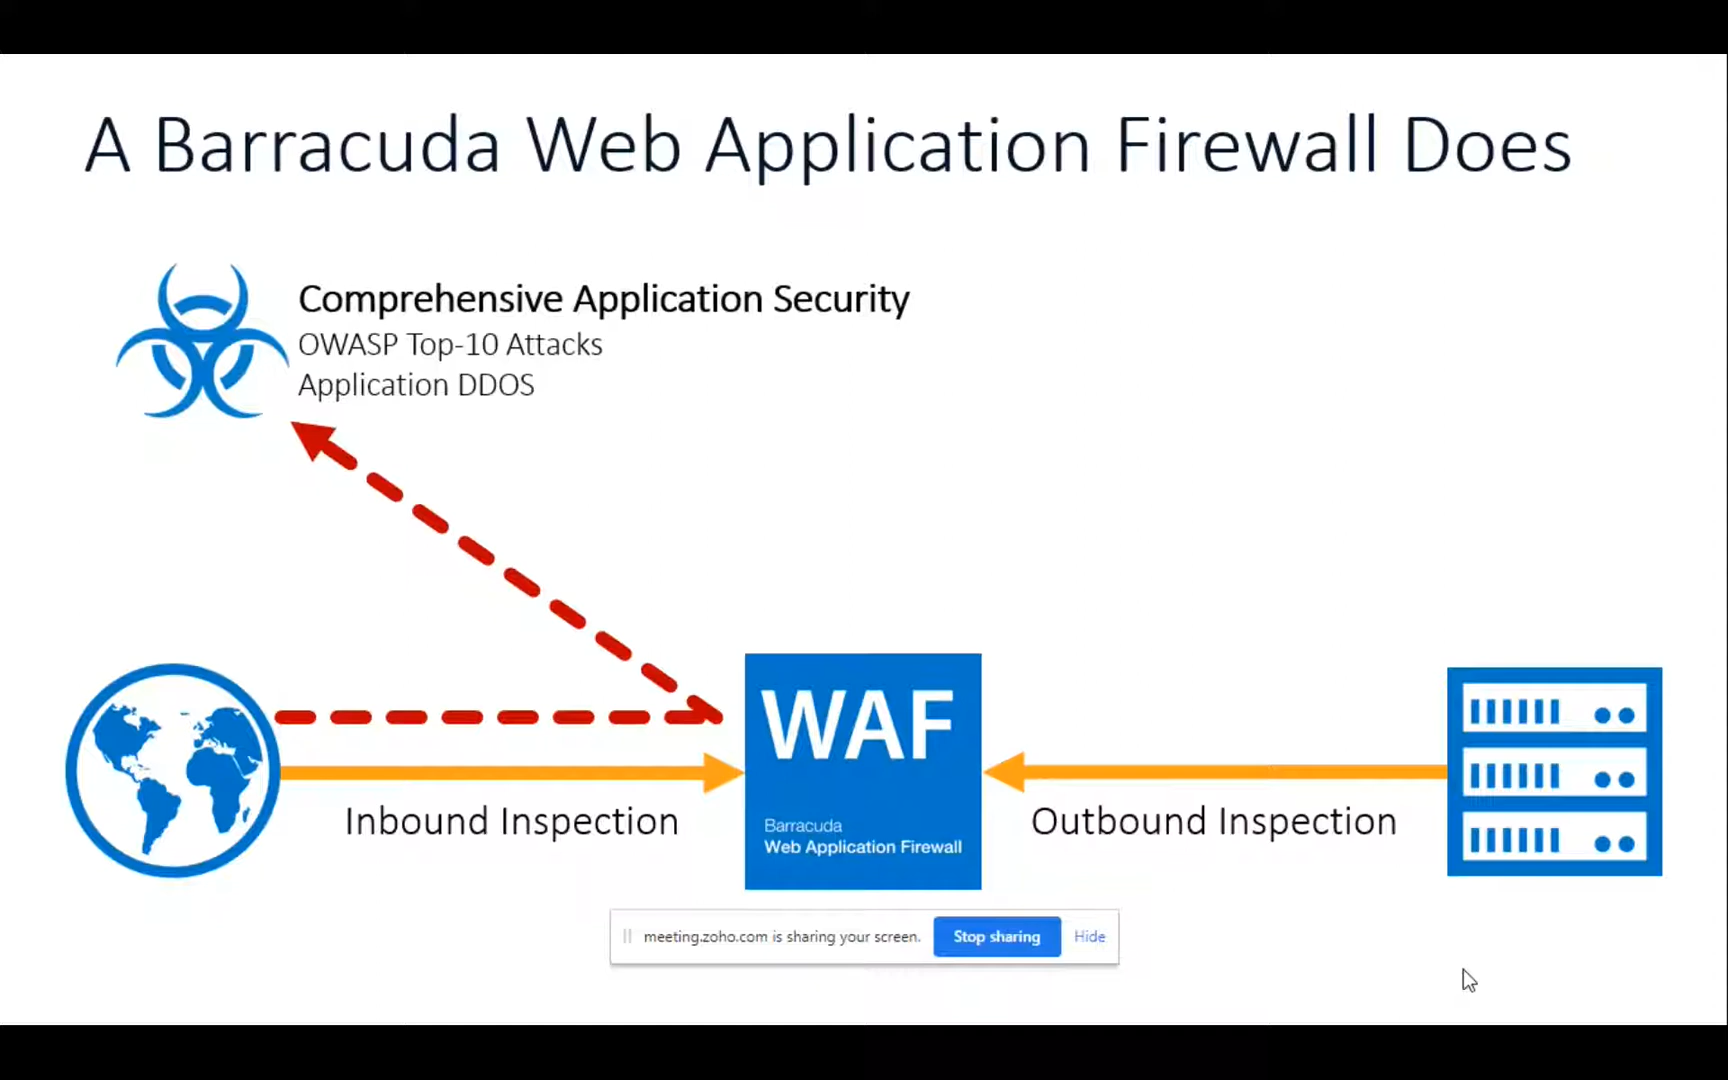 A Barracuda Web Application Firewall Does
Comprehensive Application Security
OWASP Top-10 Attacks
Application DDOS
WAF
Barracuda
Web Application Firewall
Inbound Inspection
Outbound Inspection
meeting.zoho.com is sharing your screen.
Stop sharing
Hide